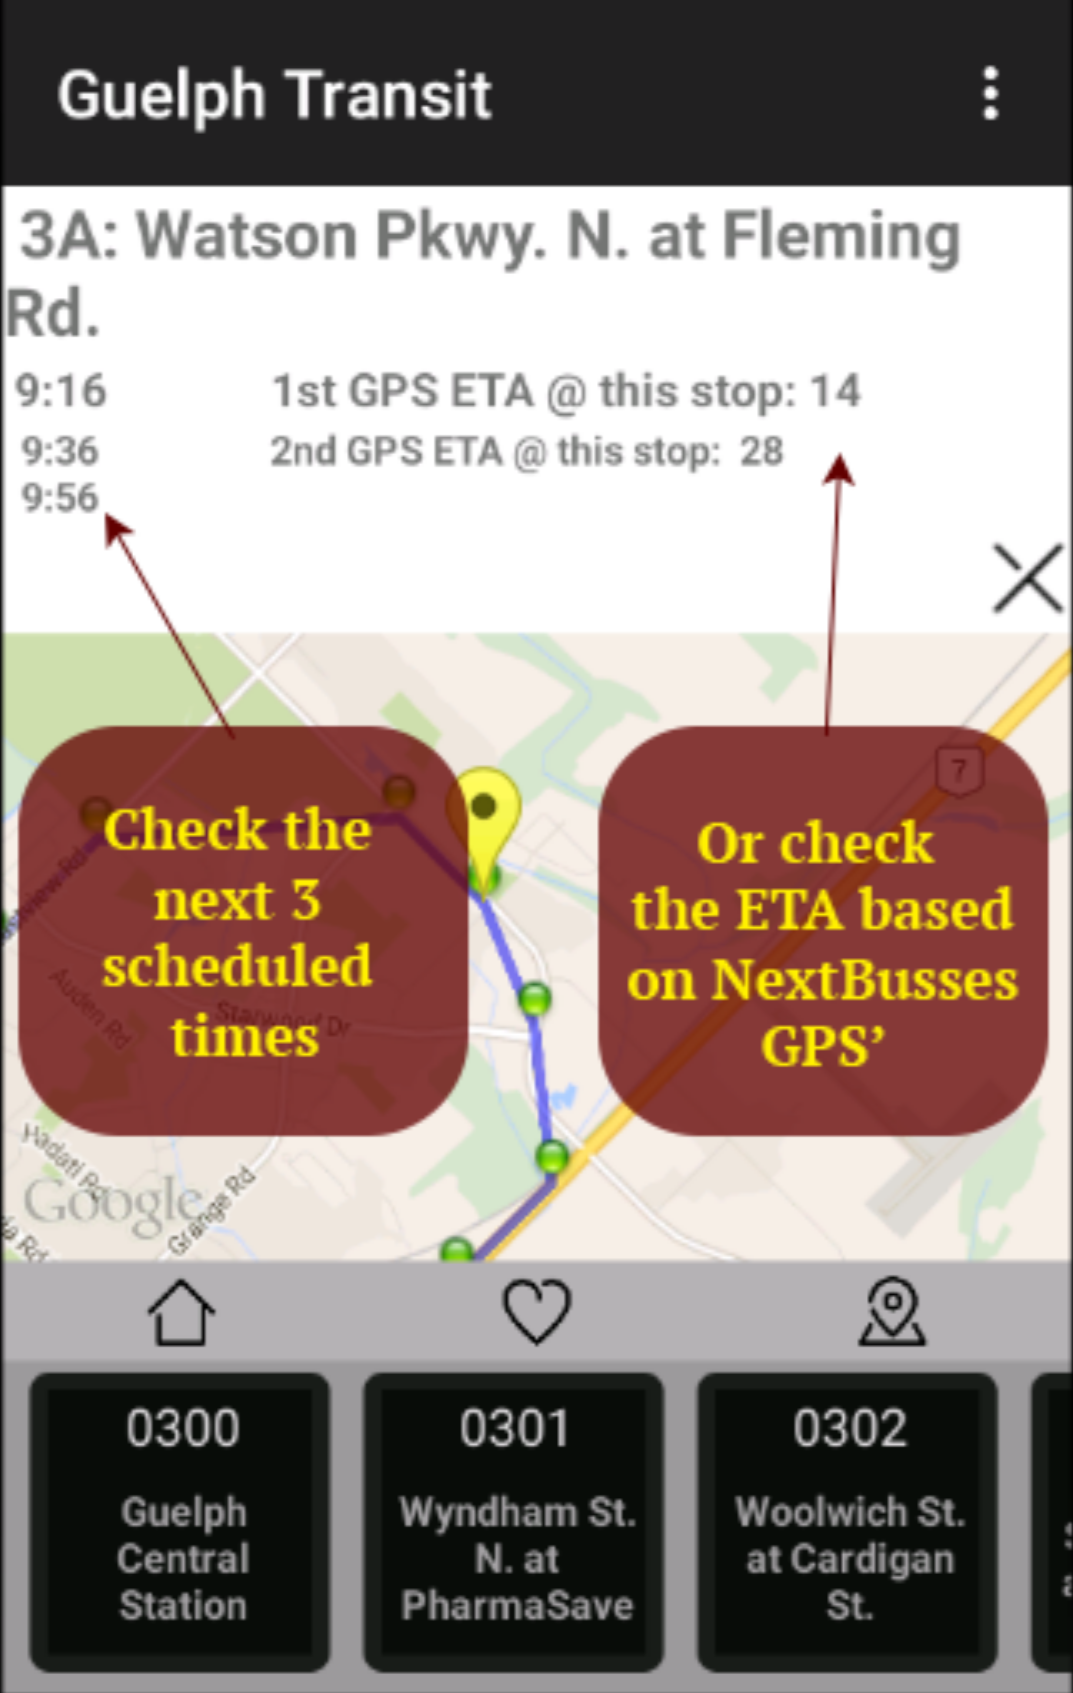 Guelph Transit
3A: Watson Pkwy. N. at Fleming
Rd.
9:16 1st GPS ETA @ this stop: 14
9:36 2nd GPS ETA @ this stop: 28
9:56
7
Check the
next 3
scheduled
times
Or check
the ETA based
on NextBusses
GPS’
Auden Rd
Starwood Dr
Grange Rd
Google
0300
Guelph
Central
Station
0301
Wyndham St.
N. at
PharmaSave
0302
Woolwich St.
at Cardigan
St.